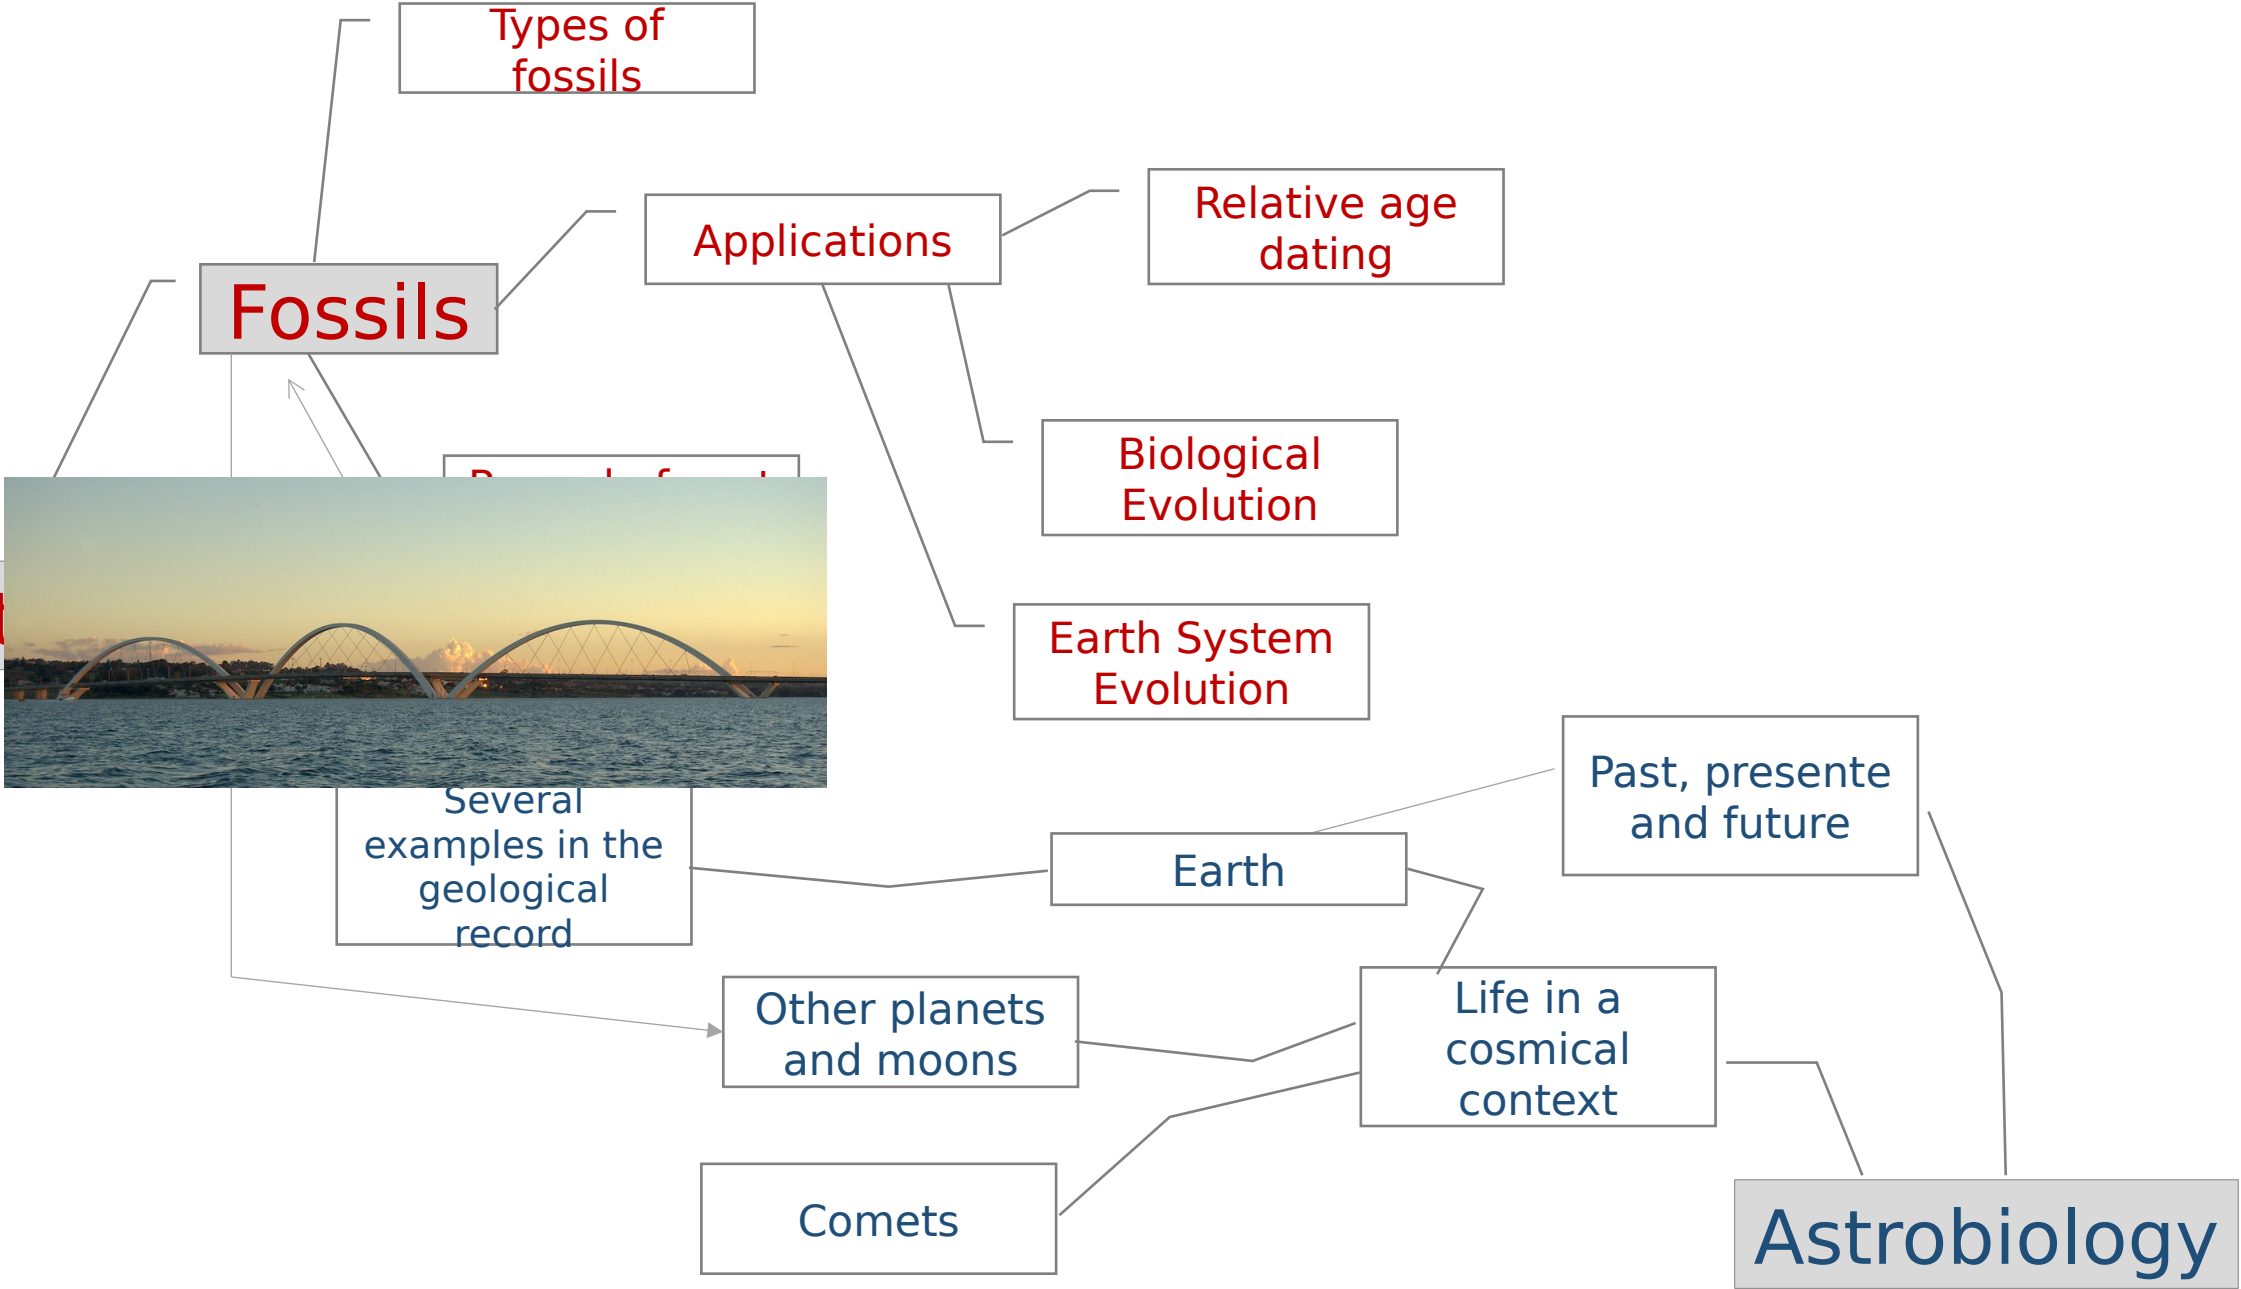 Types of
fossils
Relative age
dating
Applications
Fossils
Biological
Evolution
Earth System
Evolution
Past, presente
and future
Several
examples in the
geological
record
Earth
Other planets
and moons
Life in a
cosmical
context
Comets
Astrobiology